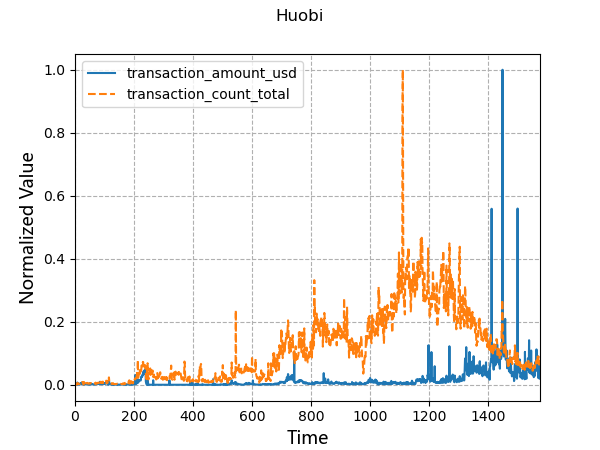 Huobi
transaction_amount_usd
transaction_count_total
1.0
0.8
0.6
0.4
0.2
0.0
Normalized Value
0 200 400 600 800 1000 1200 1400
Time